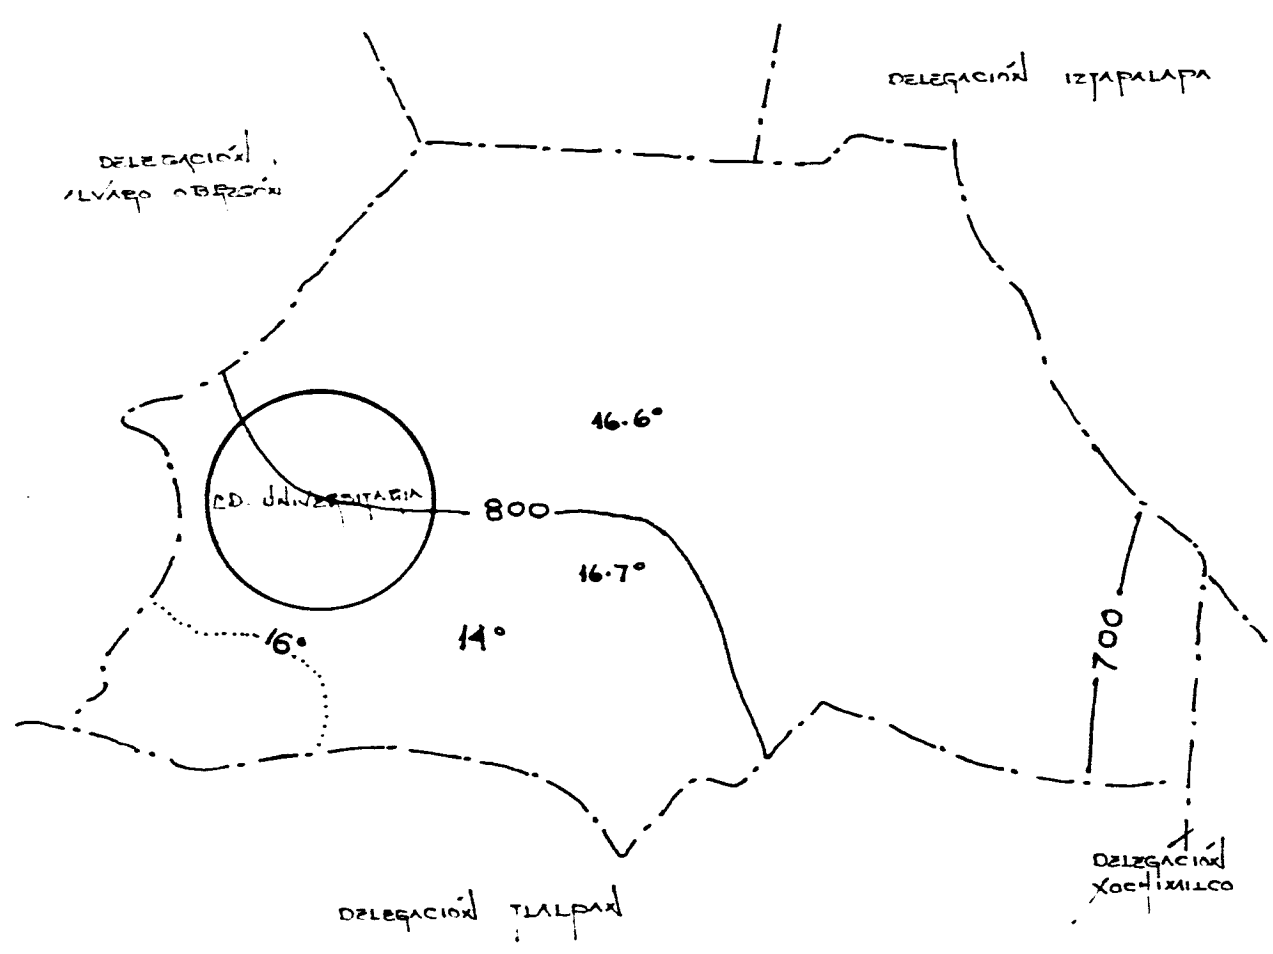 DELEGACIÓN IZTAPALAPA
DELEGACIÓN
ALVARO OBREGÓN
16.6°
CD. UNIVERSITARIA
800
16.7°
16°
14°
700
DELEGACIÓN
XOCHIMILCO
DELEGACIÓN TLALPAN